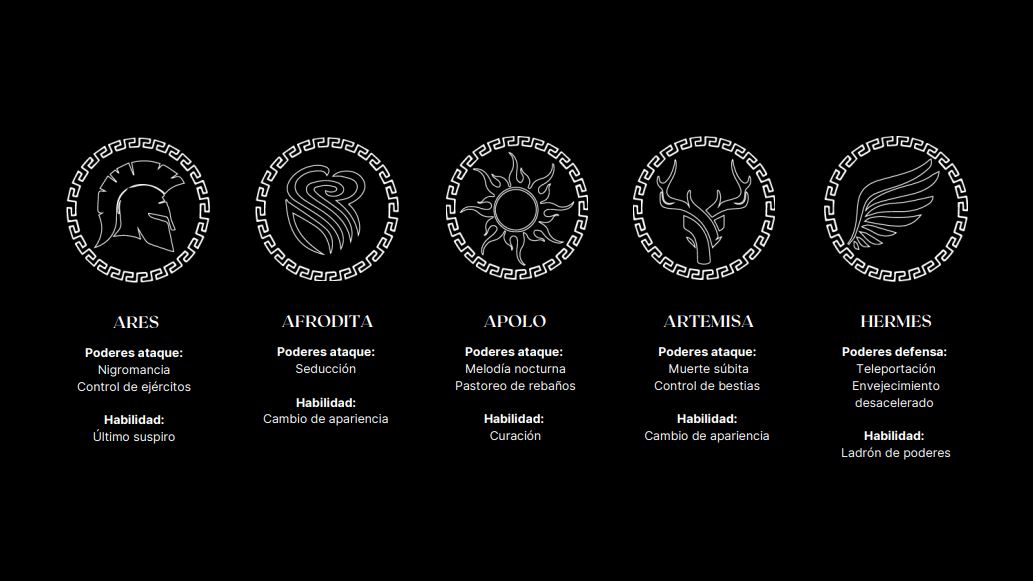 ARES
Poderes ataque:
Nigromancia
Control de ejércitos
Habilidad:
Último suspiro
AFRODITA
Poderes ataque:
Seducción
Habilidad:
Cambio de apariencia
APOLO
Poderes ataque:
Melodía nocturna
Pastoreo de rebaños
Habilidad:
Curación
ARTEMISA
Poderes ataque:
Muerte súbita
Control de bestias
Habilidad:
Cambio de apariencia
HERMES
Poderes defensa:
Teleportación
Envejecimiento
desacelerado
Habilidad:
Ladrón de poderes